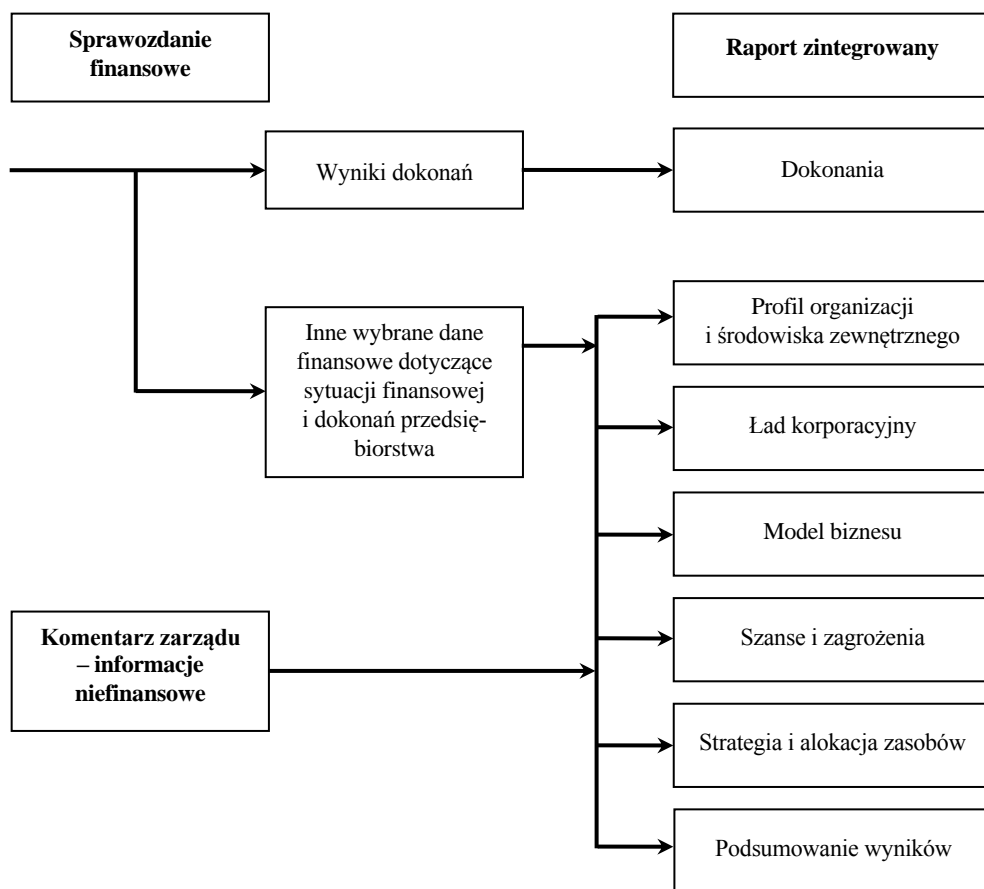 Sprawozdanie
finansowe
Raport zintegrowany
Wyniki dokonań
Dokonania
Inne wybrane dane
finansowe dotyczące
sytuacji finansowej
i dokonań przedsię-
biorstwa
Profil organizacji
i środowiska zewnętrznego
Ład korporacyjny
Model biznesu
Komentarz zarządu
– informacje
niefinansowe
Szanse i zagrożenia
Strategia i alokacja zasobów
Podsumowanie wyników